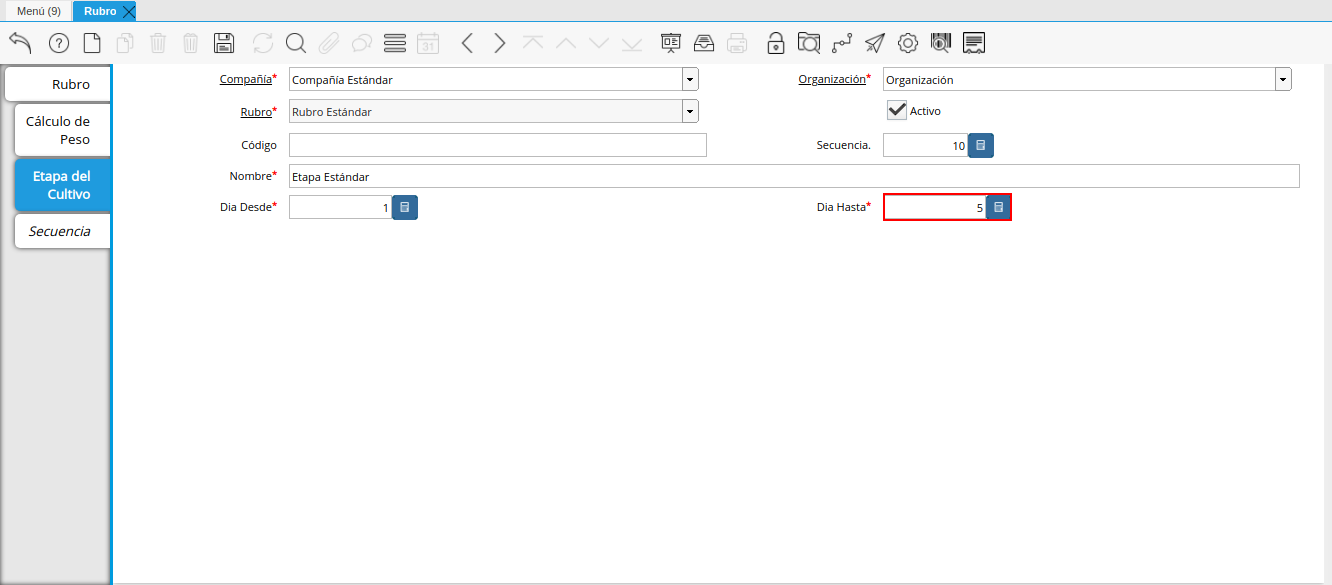 Menú (9) Rubro
31
Rubro
Cálculo de
Peso
Etapa del
Cultivo
Secuencia
Compañía* Compañía Estándar Organización* Organización
Rubro* Rubro Estándar Activo
Código Secuencia. 10
Nombre* Etapa Estándar
Dia Desde* 1 Dia Hasta* 5